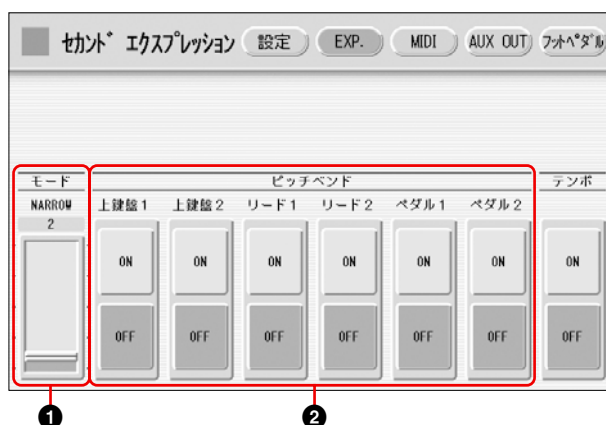 セカンド エクスプレッション 設定 EXP. MIDI AUX OUT フットペダル
モード ピッチベンド テンポ
NARROW 上鍵盤1 上鍵盤2 リード1 リード2 ペダル1 ペダル2
2
ON ON ON ON ON ON ON
OFF OFF OFF OFF OFF OFF OFF
1 2